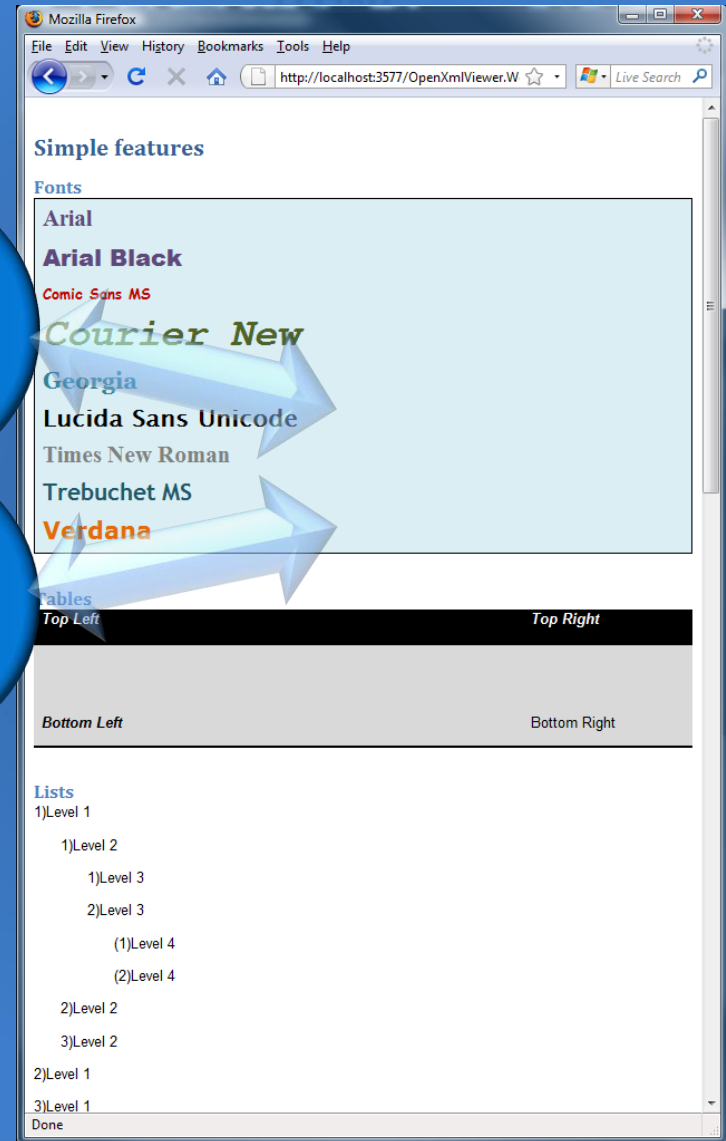 Mozilla Firefox
File Edit View History Bookmarks Tools Help
http://localhost:3577/OpenXmlViewer.W
Live Search
Simple features
Fonts
Arial
Arial Black
Comic Sans MS
Courier New
Georgia
Lucida Sans Unicode
Times New Roman
Trebuchet MS
Verdana
Tables
Top Left Top Right
Bottom Left Bottom Right
Lists
1)Level 1
1)Level 2
1)Level 3
2)Level 3
(1)Level 4
(2)Level 4
2)Level 2
3)Level 2
2)Level 1
3)Level 1
Done